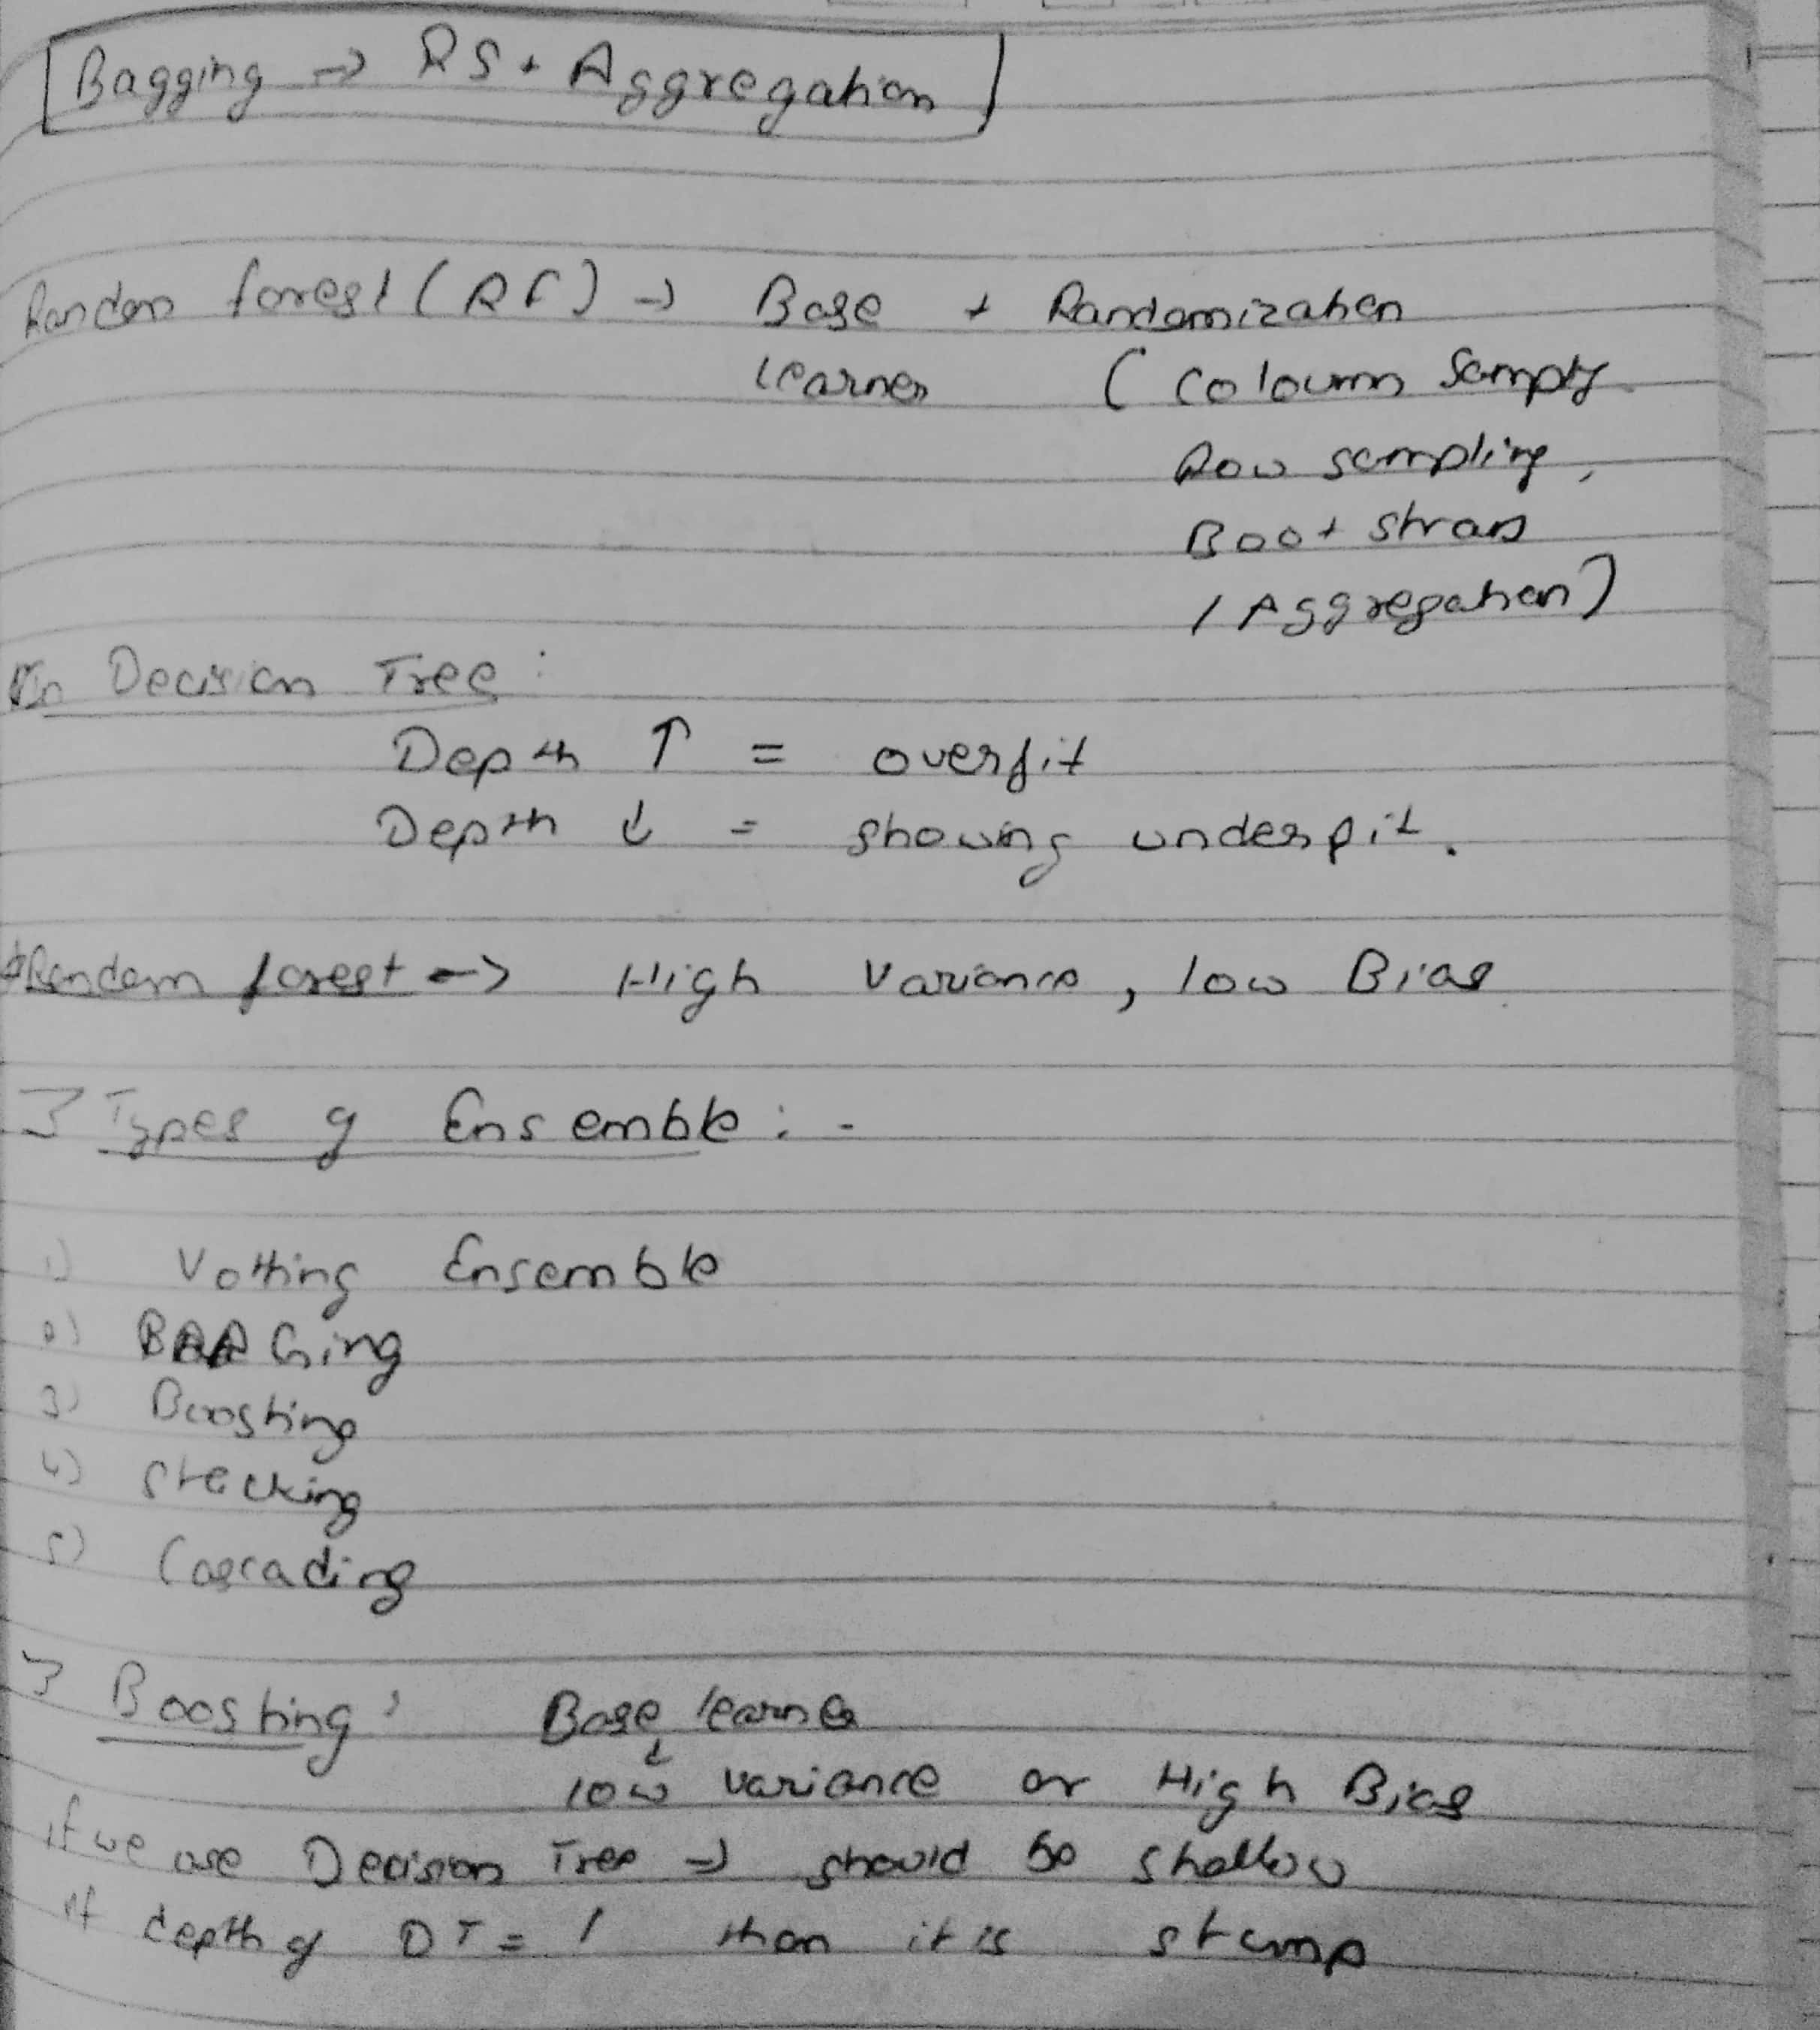 Bagging → RS + Aggregation
Random forest (RF) → Base + Randomization
learner ( Coloumn Sampling
Row sampling,
Boot strap
/ Aggregation)
In Decision Tree :
Depth ↑ = overfit
Depth ↓ = showing underfit.
Random forest → High Variance, low Bias
Types of Ensemble : -
1) Votting Ensemble
2) BAGing
3) Boosting
4) Stacking
5) Cascading
Boosting : Base learner
↓
low variance or High Bias
if we use Decision Tree → should be shallow
if depth of DT = 1 then it is stump